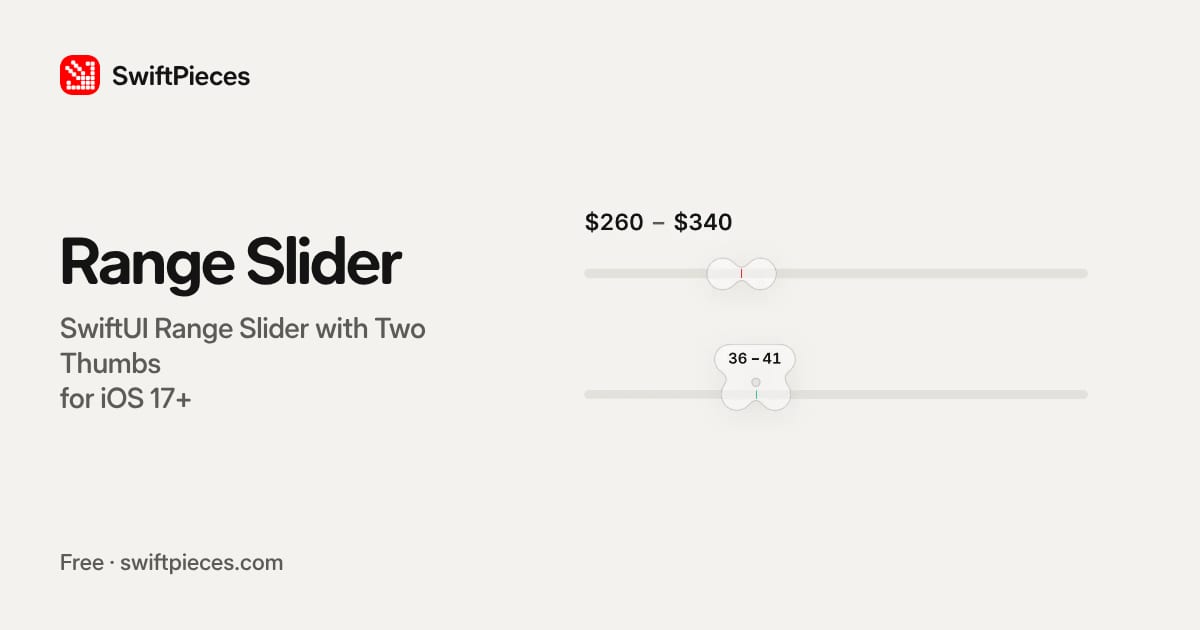 SwiftPieces
Range Slider
SwiftUI Range Slider with Two
Thumbs
for iOS 17+
$260 – $340
36 – 41
Free · swiftpieces.com